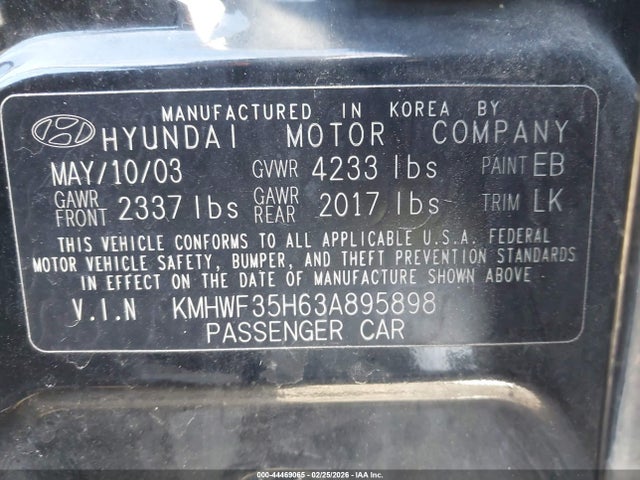 MANUFACTURED IN KOREA BY
HYUNDAI MOTOR COMPANY
MAY/10/03 GVWR 4233 lbs PAINT EB
GAWR FRONT 2337 lbs GAWR REAR 2017 lbs TRIM LK
THIS VEHICLE CONFORMS TO ALL APPLICABLE U.S.A. FEDERAL
MOTOR VEHICLE SAFETY, BUMPER, AND THEFT PREVENTION STANDARDS
IN EFFECT ON THE DATE OF MANUFACTURE SHOWN ABOVE
V.I.N KMHWF35H63A895898
PASSENGER CAR
000-44469065 - 02/25/2026 - IAA Inc.